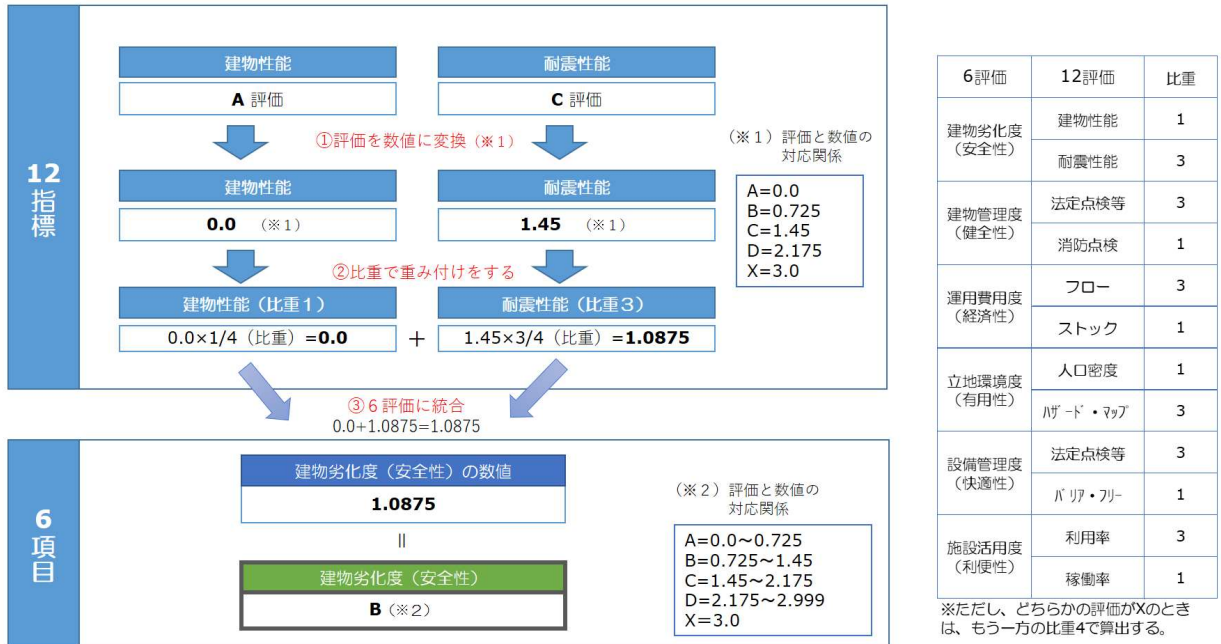 12
指
標
建物性能
耐震性能
A 評価
C 評価
①評価を数値に変換（※1）
建物性能
耐震性能
0.0 （※1）
1.45 （※1）
②比重で重み付けをする
建物性能（比重１）
耐震性能（比重３）
0.0×1/4（比重）=0.0
+
1.45×3/4（比重）=1.0875
（※１）評価と数値の
対応関係
A=0.0
B=0.725
C=1.45
D=2.175
X=3.0
③６評価に統合
0.0+1.0875=1.0875
6
項
目
建物劣化度（安全性）の数値
1.0875
=
建物劣化度（安全性）
B（※2）
（※２）評価と数値の
対応関係
A=0.0～0.725
B=0.725～1.45
C=1.45～2.175
D=2.175～2.999
X=3.0
6評価 12評価 比重
建物劣化度
（安全性）
建物性能 1
耐震性能 3
建物管理度
（健全性）
法定点検等 3
消防点検 1
運用費用度
（経済性）
フロー 3
ストック 1
立地環境度
（有用性）
人口密度 1
ﾊｻﾞｰﾄﾞ・ﾏｯﾌﾟ 3
設備管理度
（快適性）
法定点検等 3
ﾊﾞﾘｱ・ﾌﾘｰ 1
施設活用度
（利便性）
利用率 3
稼働率 1
※ただし、どちらかの評価がXのとき
は、もう一方の比重4で算出する。